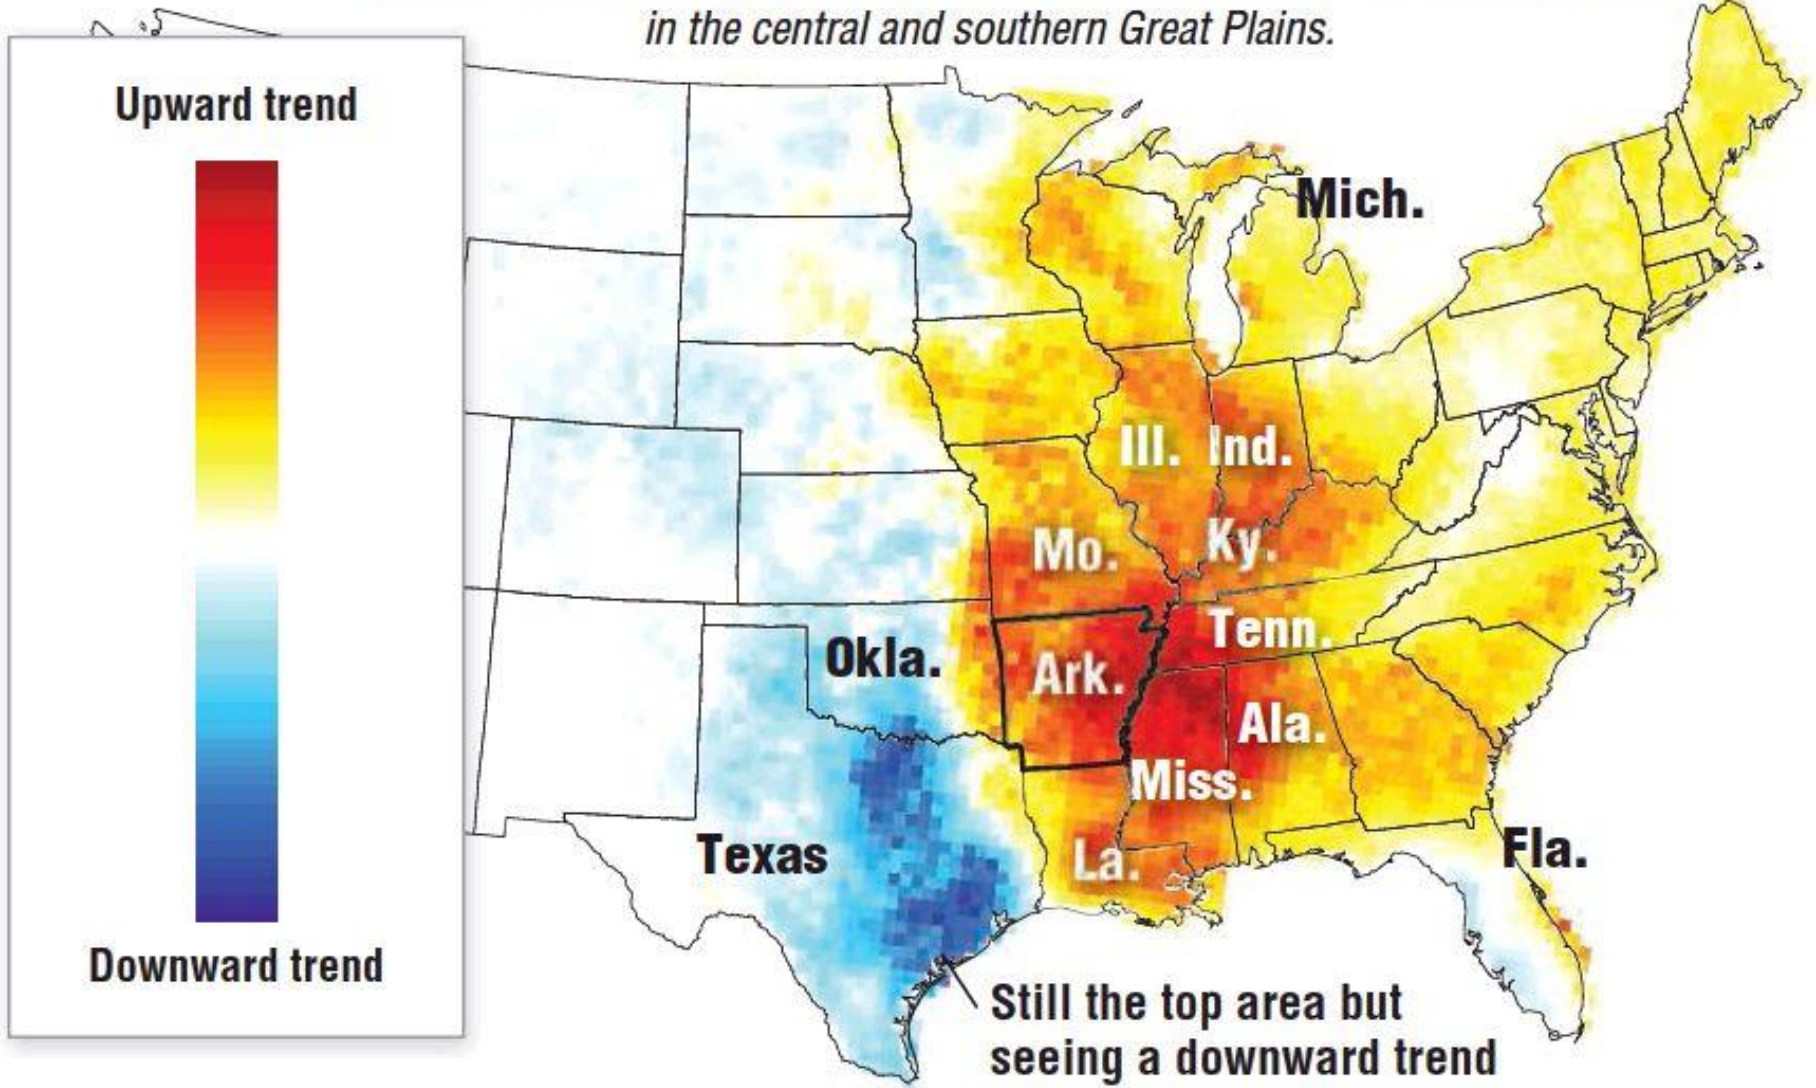 in the central and southern Great Plains.
Upward trend
Downward trend
Mich.
Ill.
Ind.
Mo.
Ky.
Okla.
Ark.
Tenn.
Ala.
Miss.
Texas
La.
Fla.
Still the top area but
seeing a downward trend